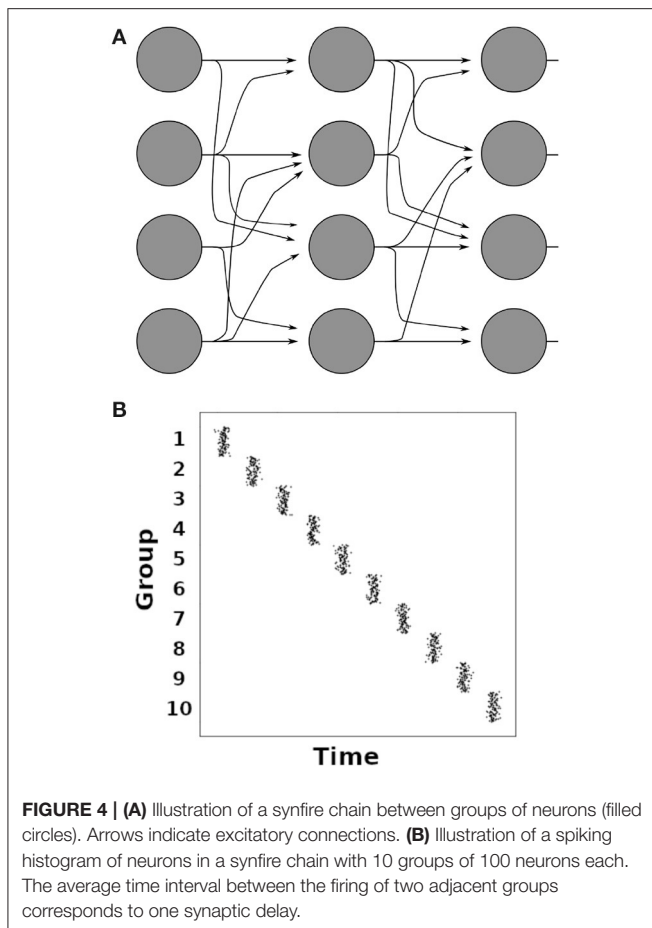 A
B
1
2
3
4
5
6
7
8
9
10
Group
Time
FIGURE 4 | (A) Illustration of a synfire chain between groups of neurons (filled
circles). Arrows indicate excitatory connections. (B) Illustration of a spiking
histogram of neurons in a synfire chain with 10 groups of 100 neurons each.
The average time interval between the firing of two adjacent groups
corresponds to one synaptic delay.